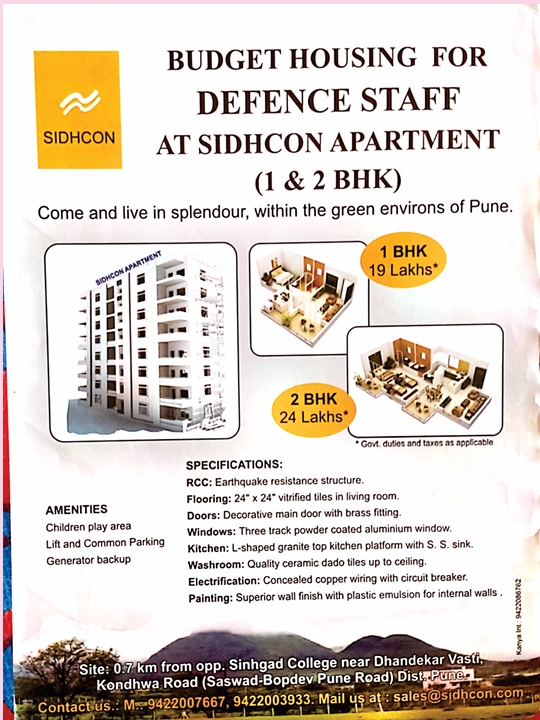 SIDHCON
BUDGET HOUSING FOR
DEFENCE STAFF
AT SIDHCON APARTMENT
(1 & 2 BHK)
Come and live in splendour, within the green environs of Pune.
SIDHCON APARTMENT
1 BHK
19 Lakhs*
2 BHK
24 Lakhs*
* Govt. duties and taxes as applicable
AMENITIES
Children play area
Lift and Common Parking
Generator backup
SPECIFICATIONS:
RCC: Earthquake resistance structure.
Flooring: 24" x 24" vitrified tiles in living room.
Doors: Decorative main door with brass fitting.
Windows: Three track powder coated aluminium window.
Kitchen: L-shaped granite top kitchen platform with S. S. sink.
Washroom: Quality ceramic dado tiles up to ceiling.
Electrification: Concealed copper wiring with circuit breaker.
Painting: Superior wall finish with plastic emulsion for internal walls .
Kanya Int. 9422086762
Site: 0.7 km from opp. Sinhgad College near Dhandekar Vasti,
Kondhwa Road (Saswad-Bopdev Pune Road) Dist. Pune.
Contact us.: M.: 9422007667, 9422003933. Mail us at : sales@sidhcon.com